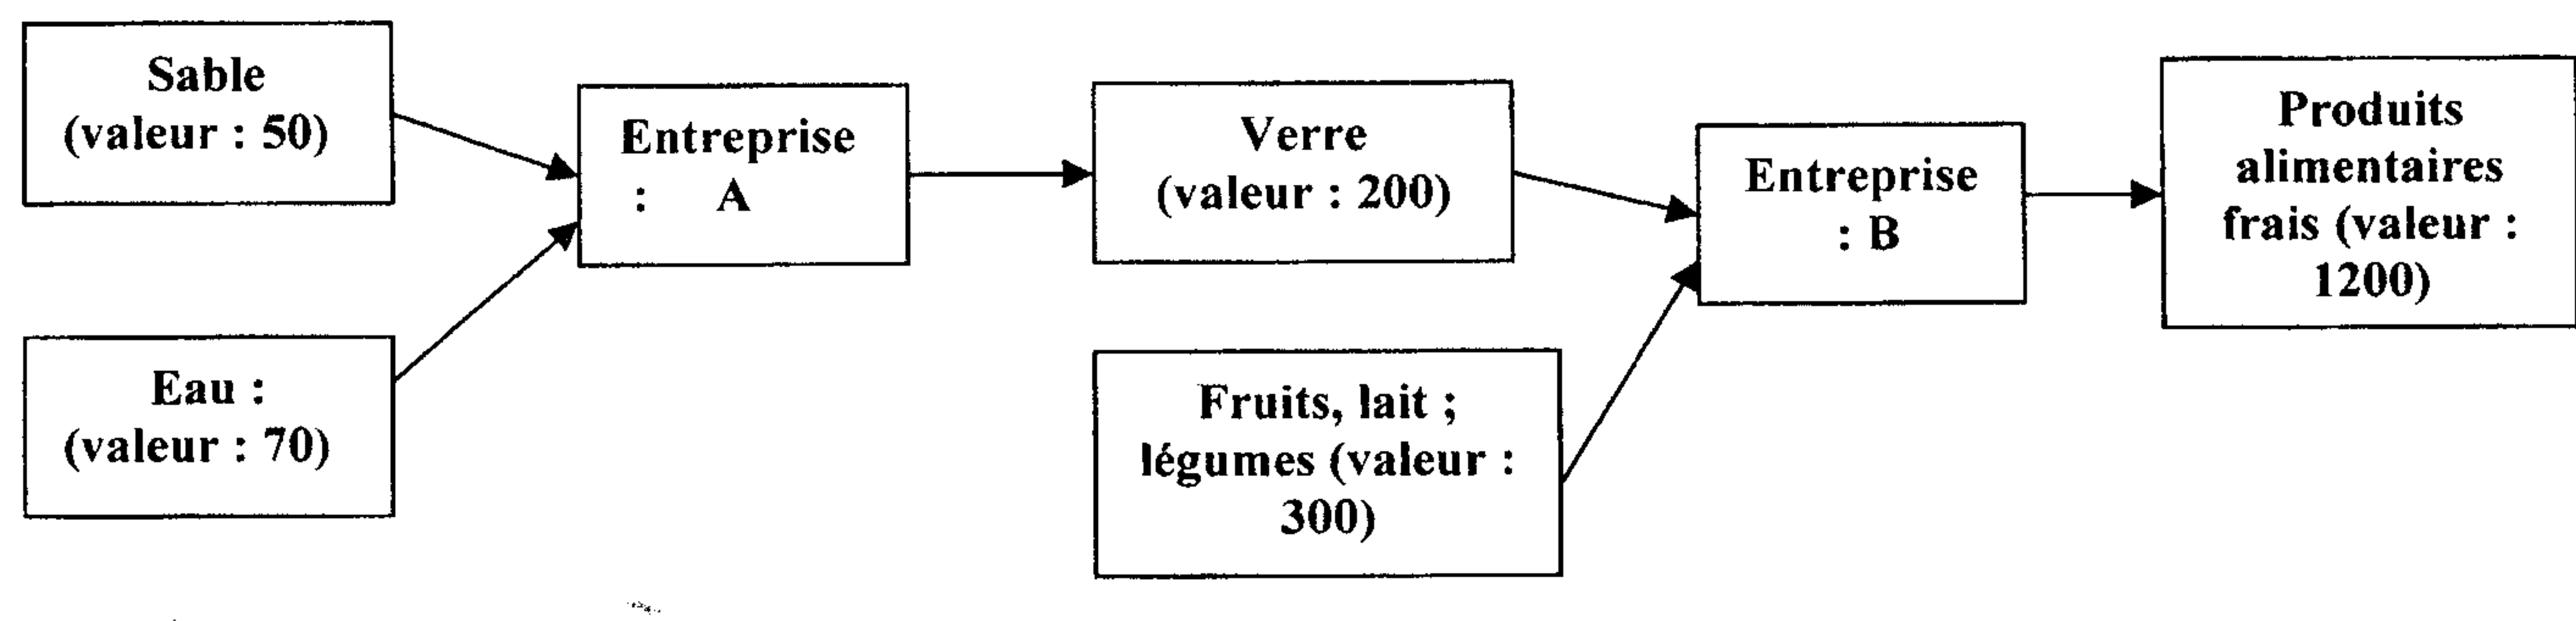 Sable
(valeur : 50)
Eau :
(valeur : 70)
Entreprise
: A
Verre
(valeur : 200)
Fruits, lait ;
légumes (valeur :
300)
Entreprise
: B
Produits
alimentaires
frais (valeur :
1200)